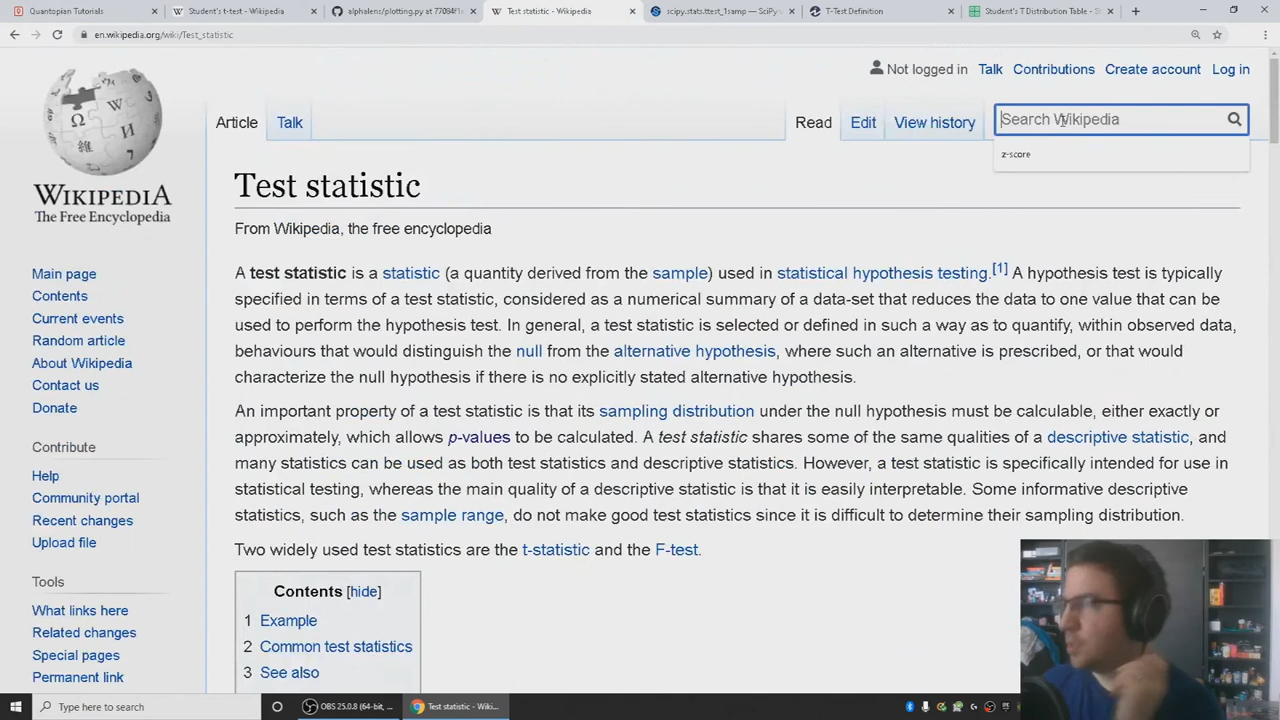 Quantopian Tutorials
Student's t-test - Wikipedia
alphalens/plotting.py at 77084f1a
Test statistic - Wikipedia
scipy.stats.ttest_1samp — SciPy
T-Test Definition
Student's T Distribution Table - S
en.wikipedia.org/wiki/Test_statistic
Not logged in Talk Contributions Create account Log in
Article Talk Read Edit View history Search Wikipedia
z-score
WIKIPEDIA
The Free Encyclopedia
Main page
Contents
Current events
Random article
About Wikipedia
Contact us
Donate
Contribute
Help
Community portal
Recent changes
Upload file
Tools
What links here
Related changes
Special pages
Permanent link
Test statistic
From Wikipedia, the free encyclopedia
A test statistic is a statistic (a quantity derived from the sample) used in statistical hypothesis testing.[1] A hypothesis test is typically
specified in terms of a test statistic, considered as a numerical summary of a data-set that reduces the data to one value that can be
used to perform the hypothesis test. In general, a test statistic is selected or defined in such a way as to quantify, within observed data,
behaviours that would distinguish the null from the alternative hypothesis, where such an alternative is prescribed, or that would
characterize the null hypothesis if there is no explicitly stated alternative hypothesis.
An important property of a test statistic is that its sampling distribution under the null hypothesis must be calculable, either exactly or
approximately, which allows p-values to be calculated. A test statistic shares some of the same qualities of a descriptive statistic, and
many statistics can be used as both test statistics and descriptive statistics. However, a test statistic is specifically intended for use in
statistical testing, whereas the main quality of a descriptive statistic is that it is easily interpretable. Some informative descriptive
statistics, such as the sample range, do not make good test statistics since it is difficult to determine their sampling distribution.
Two widely used test statistics are the t-statistic and the F-test.
Contents [hide]
1 Example
2 Common test statistics
3 See also
Type here to search
OBS 25.0.8 (64-bit, ...
Test statistic - Wiki...